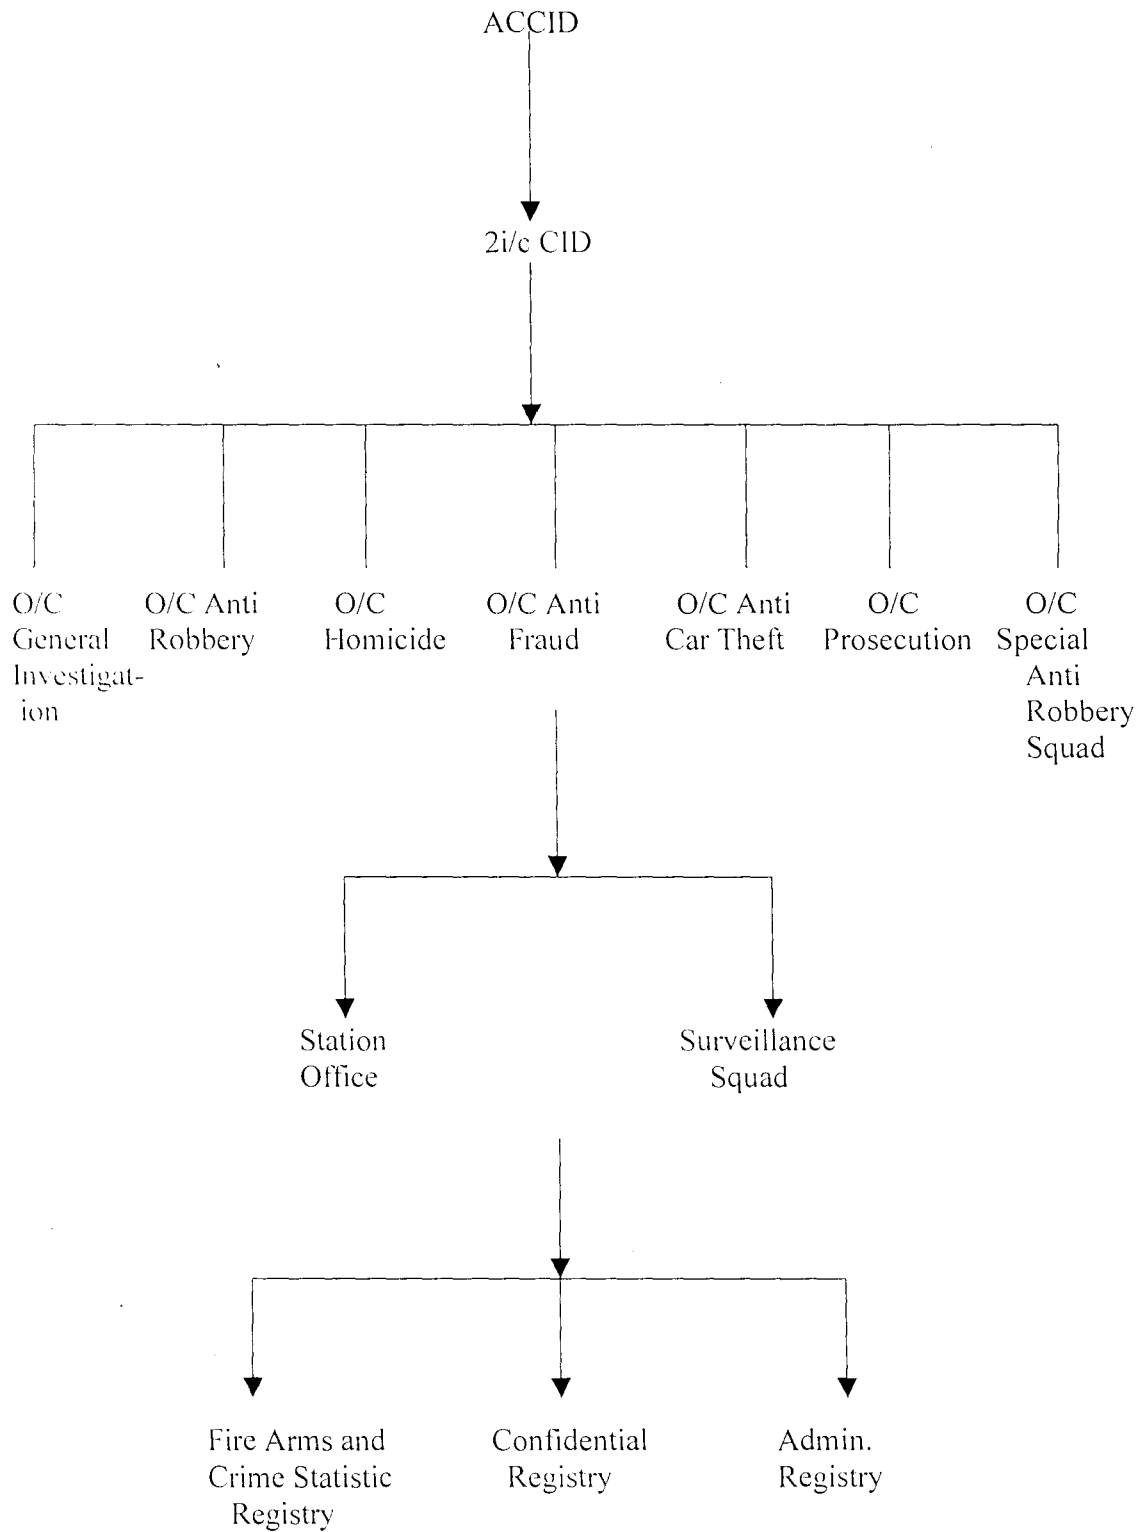 ACCID
2i/c CID
O/C
General
Investigat-
ion
O/C Anti
Robbery
O/C
Homicide
O/C Anti
Fraud
O/C Anti
Car Theft
O/C
Prosecution
O/C
Special
Anti
Robbery
Squad
Station
Office
Surveillance
Squad
Fire Arms and
Crime Statistic
Registry
Confidential
Registry
Admin.
Registry